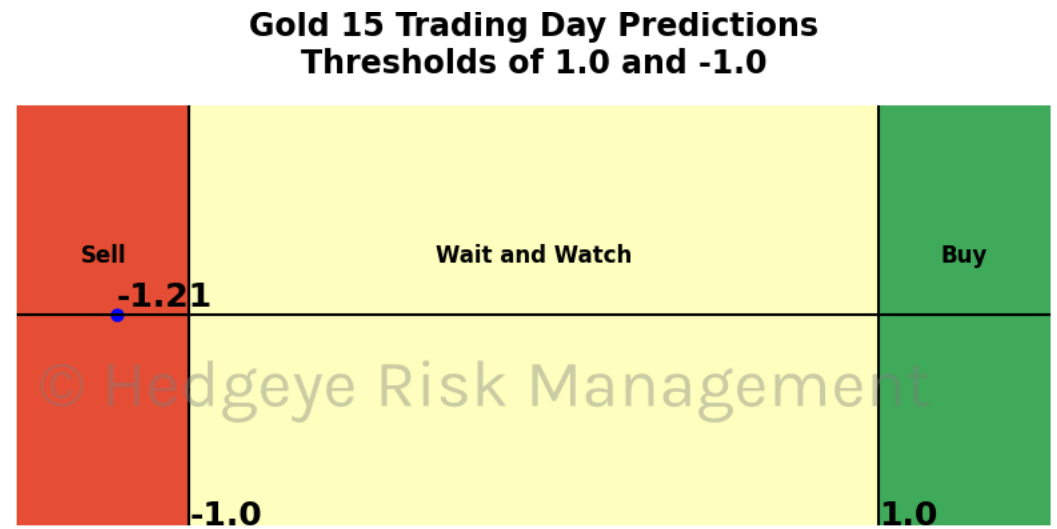 Gold 15 Trading Day Predictions
Thresholds of 1.0 and -1.0
Sell
Wait and Watch
Buy
-1.21
© Hedgeye Risk Management
-1.0
1.0